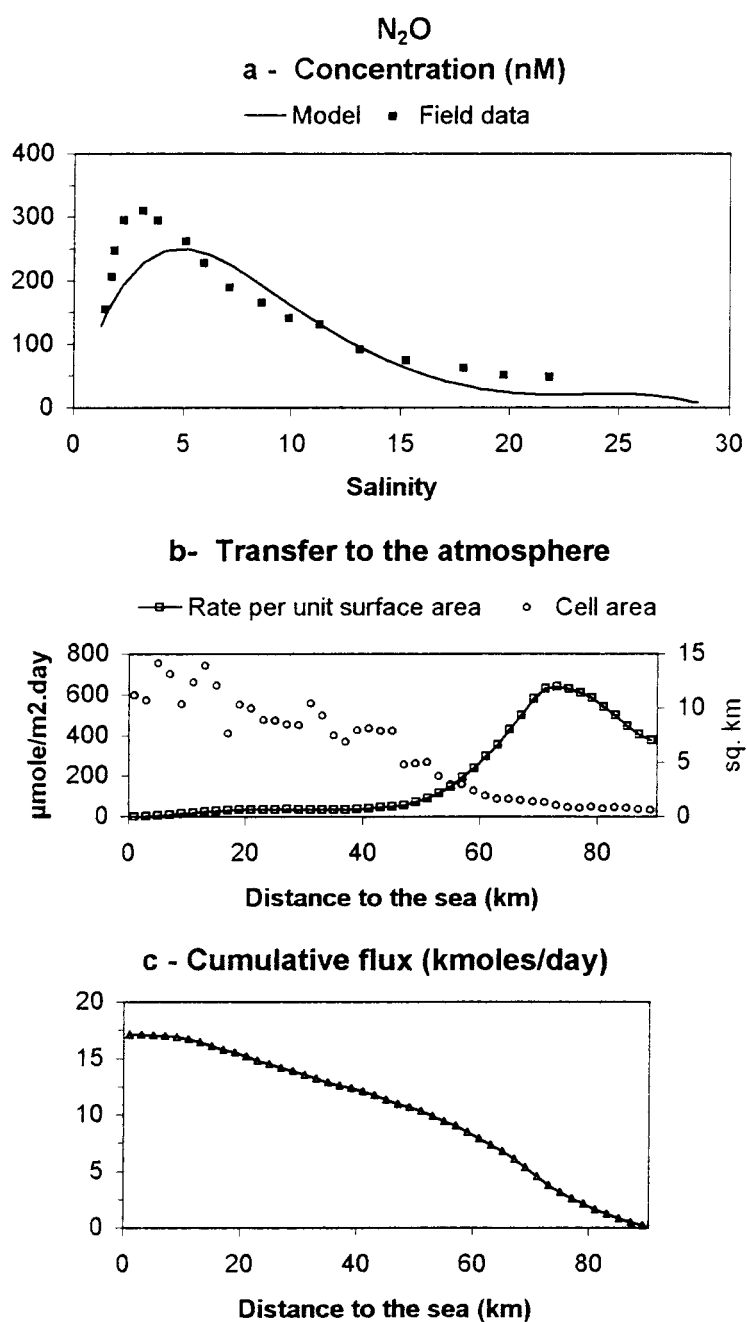 N₂O
a - Concentration (nM)
Model Field data
400
300
200
100
0
0 5 10 15 20 25 30
Salinity
b- Transfer to the atmosphere
Rate per unit surface area Cell area
µmole/m2.day
800
600
400
200
0
15
10
5
0
sq. km
0 20 40 60 80
Distance to the sea (km)
c - Cumulative flux (kmoles/day)
20
15
10
5
0
0 20 40 60 80
Distance to the sea (km)